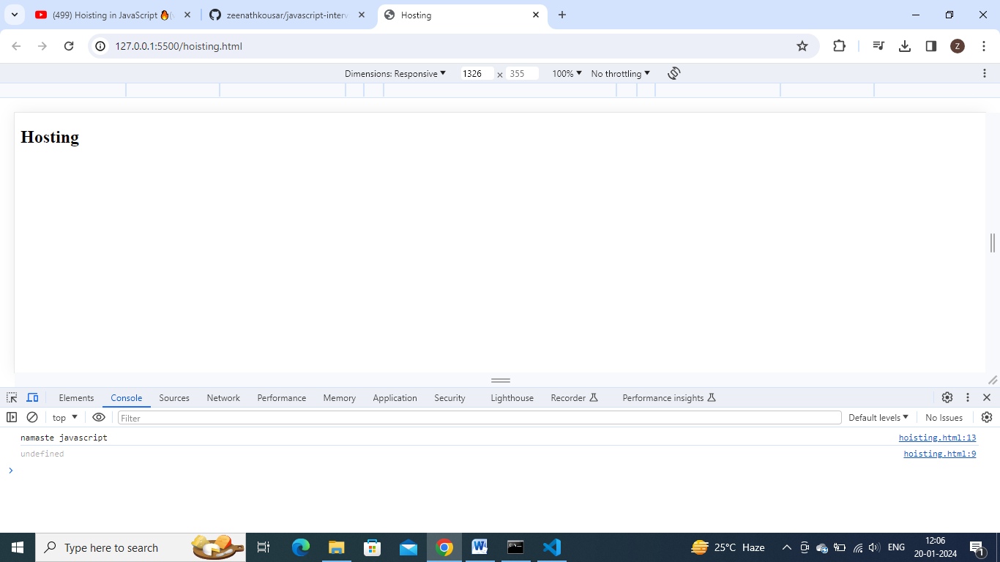 (499) Hoisting in JavaScript 🔥(v
zeenathkousar/javascript-interv
Hosting
127.0.0.1:5500/hoisting.html
Z
Dimensions: Responsive 1326 × 355 100% No throttling
Hosting
Elements Console Sources Network Performance Memory Application Security Lighthouse Recorder Performance insights
top Filter Default levels No Issues
namaste javascript hoisting.html:13
undefined hoisting.html:9
Type here to search
25°C Haze
ENG
12:06
20-01-2024
1